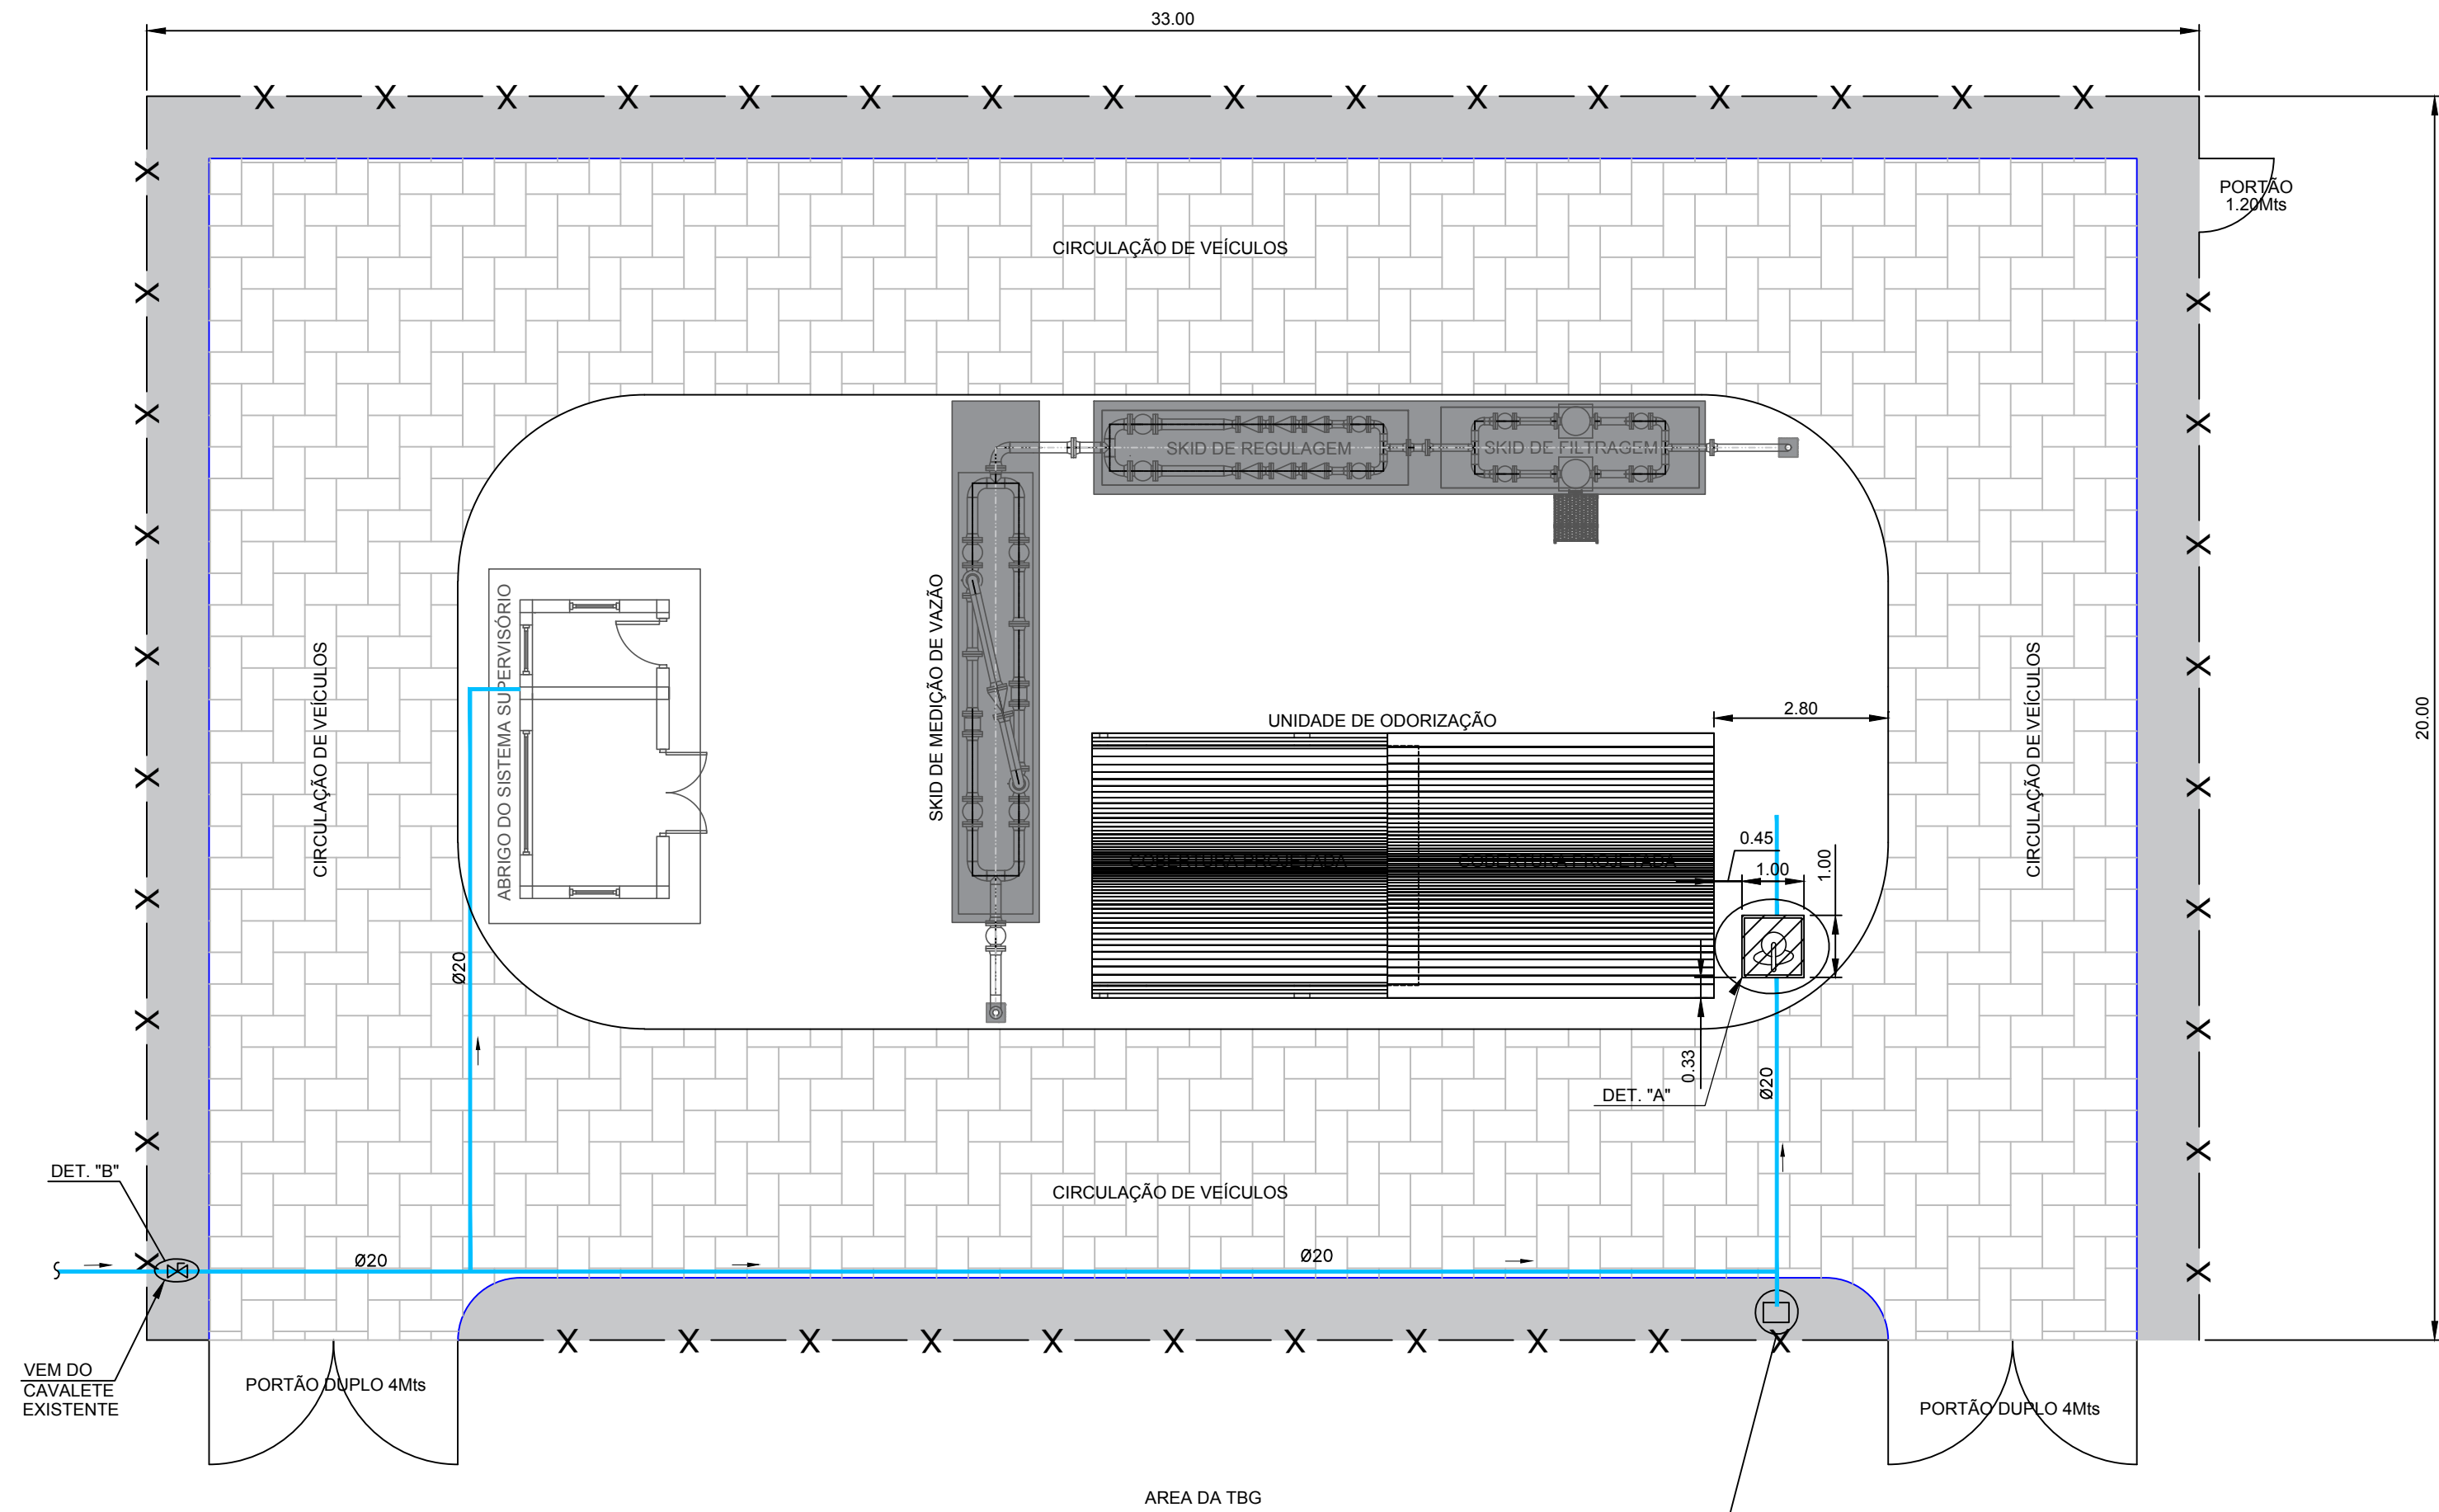 33.00
PORTÃO
1.20Mts
CIRCULAÇÃO DE VEÍCULOS
SKID DE REGULAGEM
SKID DE FILTRAGEM
ABRIGO DO SISTEMA SUPERVISÓRIO
SKID DE MEDIÇÃO DE VAZÃO
CIRCULAÇÃO DE VEÍCULOS
CIRCULAÇÃO DE VEÍCULOS
UNIDADE DE ODORIZAÇÃO
2.80
20.00
0.45
COBERTURA PROJETADA
COBERTURA PROJETADA
1.00
1.00
Ø20
0.33
Ø20
DET. "A"
DET. "B"
CIRCULAÇÃO DE VEÍCULOS
Ø20
Ø20
VEM DO
CAVALETE
EXISTENTE
PORTÃO DUPLO 4Mts
PORTÃO DUPLO 4Mts
AREA DA TBG